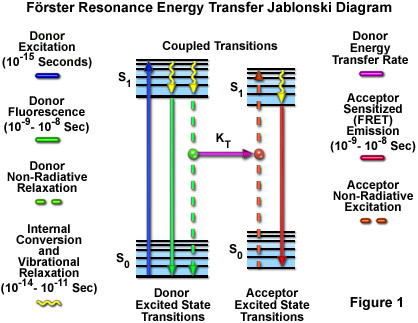 Förster Resonance Energy Transfer Jablonski Diagram
Donor
Excitation
(10-15 Seconds)
Donor
Fluorescence
(10-9- 10-8 Sec)
Donor
Non-Radiative
Relaxation
Internal
Conversion
and
Vibrational
Relaxation
(10-14- 10-11 Sec)
Coupled Transitions
S1
S1
KT
S0
S0
Donor
Excited State
Transitions
Acceptor
Excited State
Transitions
Donor
Energy
Transfer Rate
Acceptor
Sensitized
(FRET)
Emission
(10-9- 10-8 Sec)
Acceptor
Non-Radiative
Excitation
Figure 1